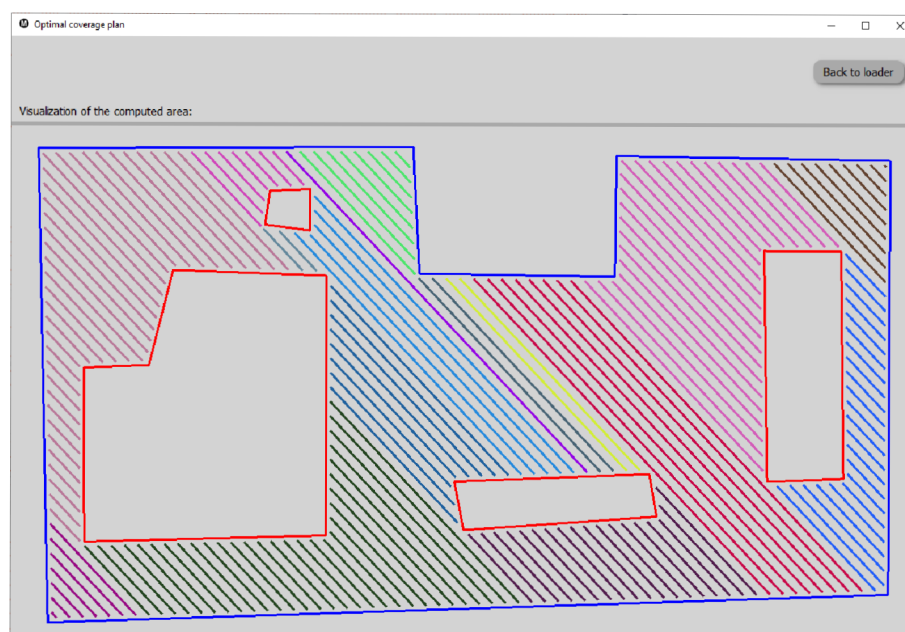 Optimal coverage plan
Back to loader
Visualization of the computed area: